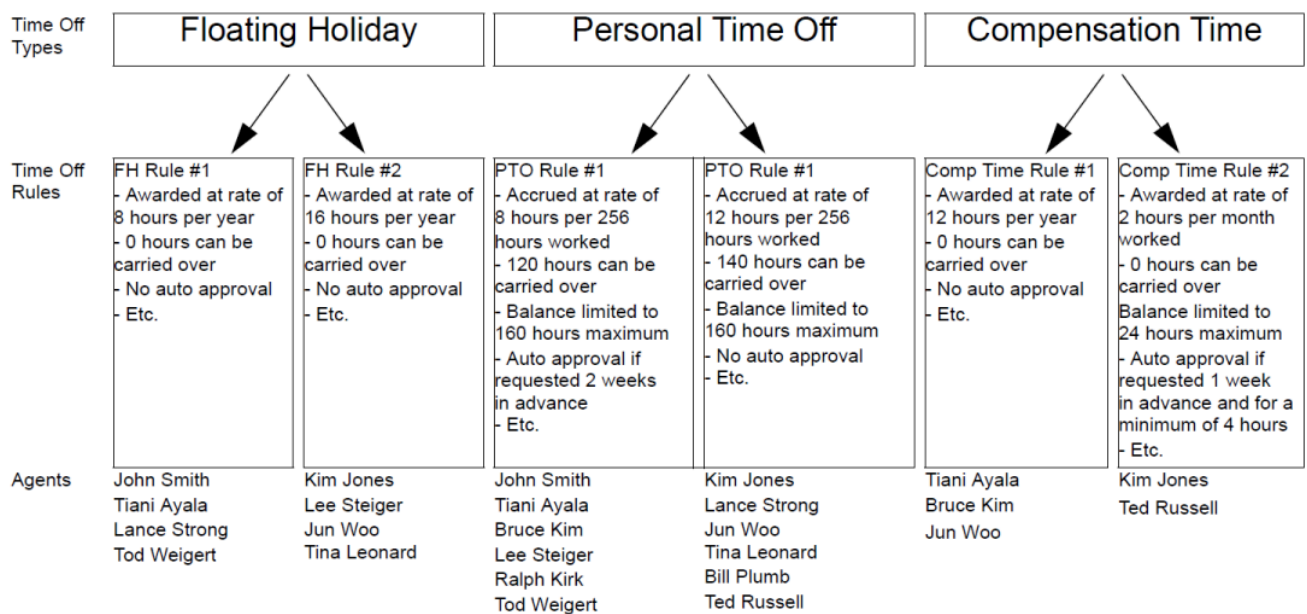 Time Off
Types
Floating Holiday
Personal Time Off
Compensation Time
Time Off
Rules
FH Rule #1
- Awarded at rate of
8 hours per year
- 0 hours can be
carried over
- No auto approval
- Etc.
FH Rule #2
- Awarded at rate of
16 hours per year
- 0 hours can be
carried over
- No auto approval
- Etc.
PTO Rule #1
- Accrued at rate of
8 hours per 256
hours worked
- 120 hours can be
carried over
- Balance limited to
160 hours maximum
- Auto approval if
requested 2 weeks
in advance
- Etc.
PTO Rule #1
- Accrued at rate of
12 hours per 256
hours worked
- 140 hours can be
carried over
- Balance limited to
160 hours maximum
- No auto approval
- Etc.
Comp Time Rule #1
- Awarded at rate of
12 hours per year
- 0 hours can be
carried over
- No auto approval
- Etc.
Comp Time Rule #2
- Awarded at rate of
2 hours per month
worked
- 0 hours can be
carried over
Balance limited to
24 hours maximum
- Auto approval if
requested 1 week
in advance and for a
minimum of 4 hours
- Etc.
Agents
John Smith
Tiani Ayala
Lance Strong
Tod Weigert
Kim Jones
Lee Steiger
Jun Woo
Tina Leonard
John Smith
Tiani Ayala
Bruce Kim
Lee Steiger
Ralph Kirk
Tod Weigert
Kim Jones
Lance Strong
Jun Woo
Tina Leonard
Bill Plumb
Ted Russell
Tiani Ayala
Bruce Kim
Jun Woo
Kim Jones
Ted Russell